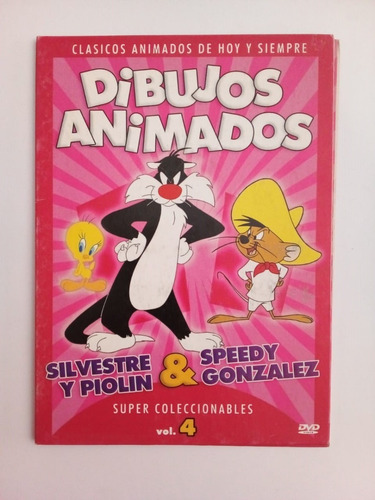 CLASICOS ANIMADOS DE HOY Y SIEMPRE
DIBUJOS
ANIMADOS
SILVESTRE
Y PIOLIN
&
SPEEDY
GONZALEZ
SUPER COLECCIONABLES
vol. 4
DVD